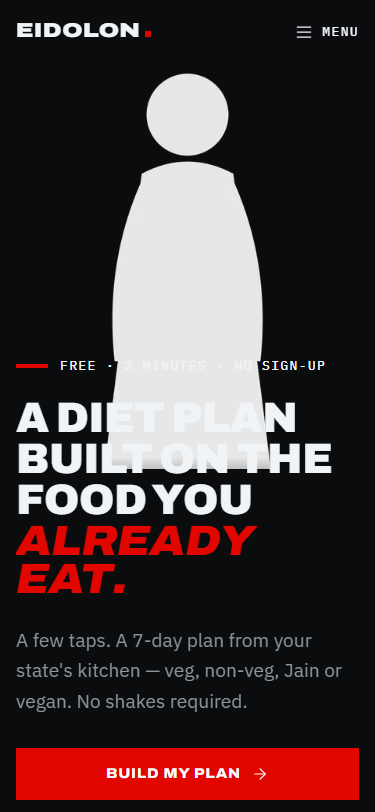 EIDOLON.
MENU
FREE · 2 MINUTES · NO SIGN-UP
A DIET PLAN
BUILT ON THE
FOOD YOU
ALREADY
EAT.
A few taps. A 7-day plan from your
state's kitchen — veg, non-veg, Jain or
vegan. No shakes required.
BUILD MY PLAN →